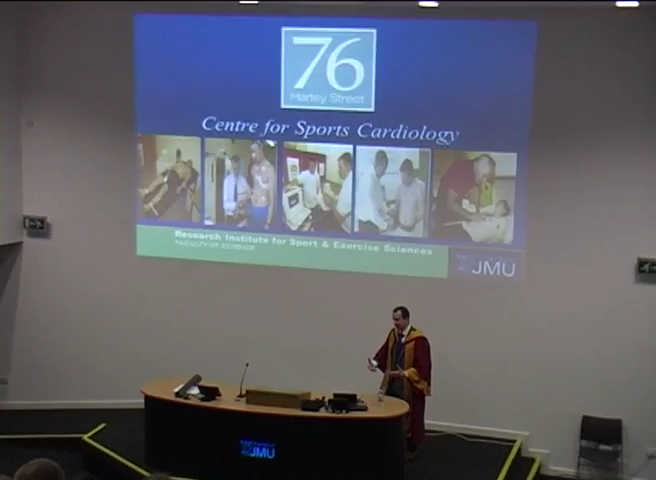 76
Harley Street
Centre for Sports Cardiology
Research Institute for Sport & Exercise Sciences
FACULTY OF SCIENCE
JMU
JMU